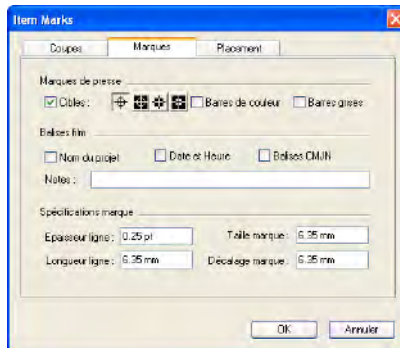 Item Marks
Coupes Marques Placement
Marques de presse
Cibles : Barres de couleur Barres grises
Balises film
Nom du projet Date et Heure Balises CMJN
Notes :
Spécifications marque
Epaisseur ligne : 0.25 pt Taille marque : 6.35 mm
Longueur ligne : 6.35 mm Décalage marque : 6.35 mm
OK Annuler